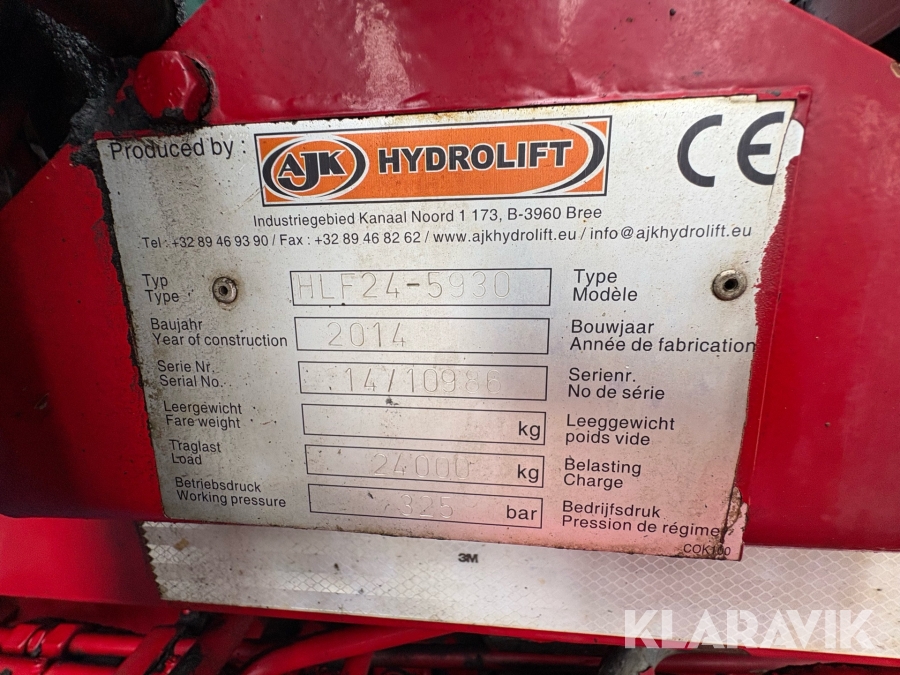 Produced by :
AJK HYDROLIFT
CE
Industriegebied Kanaal Noord 1 173, B-3960 Bree
Tel : +32 89 46 93 90 / Fax : +32 89 46 82 62 / www.ajkhydrolift.eu / info@ajkhydrolift.eu
Typ
Type
HLF24-5930
Type
Modèle
Baujahr
Year of construction
2014
Bouwjaar
Année de fabrication
Serie Nr.
Serial No.
14/10986
Serienr.
No de série
Leergewicht
Fare weight
kg
Leeggewicht
poids vide
Traglast
Load
24000 kg
Belasting
Charge
Betriebsdruck
Working pressure
325 bar
Bedrijfsdruk
Pression de régime
COK100
3M
KLARAVIK